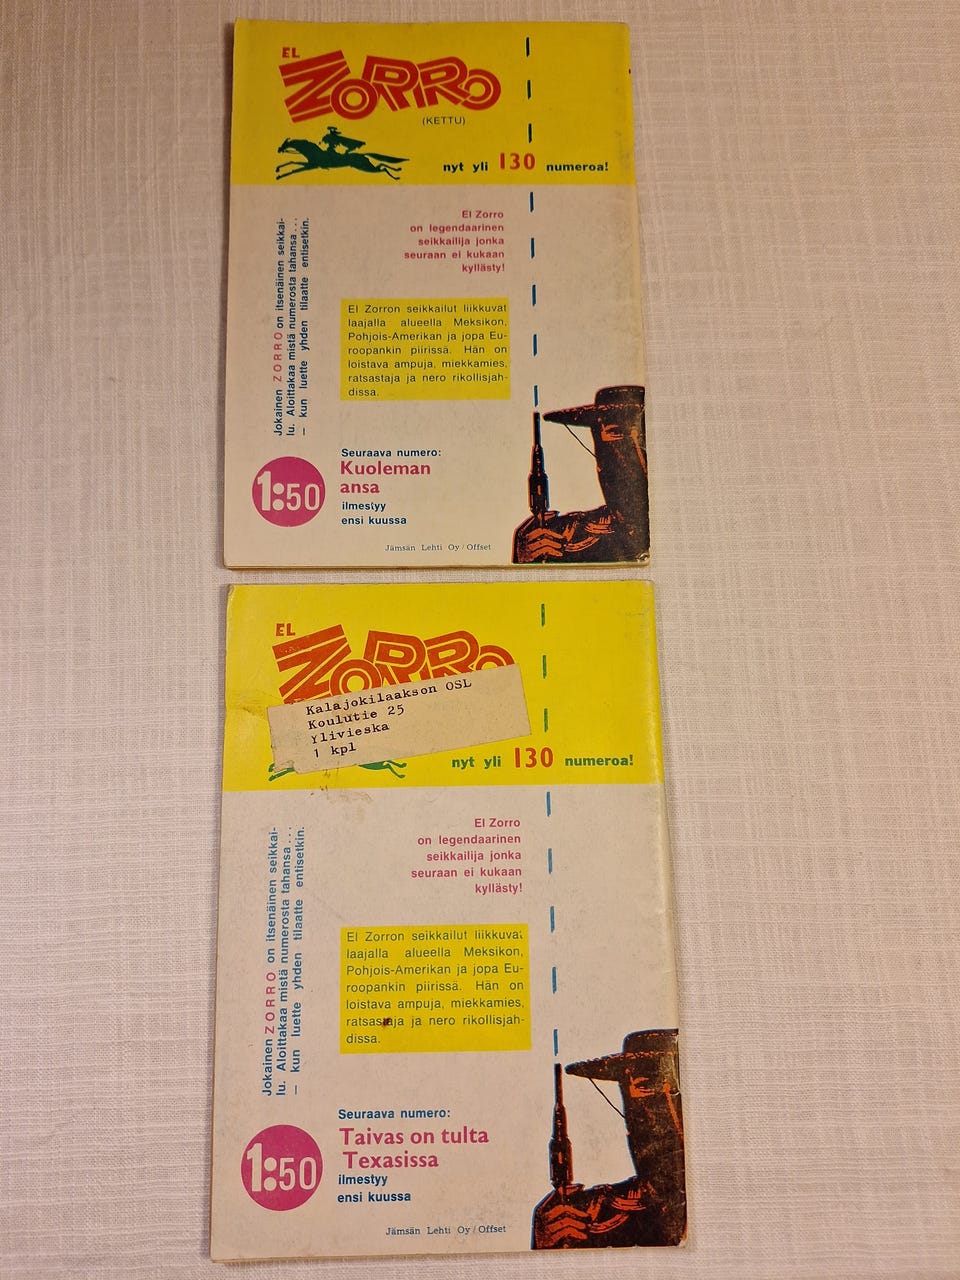 EL
ZORRO
(KETTU)
nyt yli 130 numeroa!
El Zorro
on legendaarinen
seikkailija jonka
seuraan ei kukaan
kyllästy!
Jokainen ZORRO on itsenäinen seikkai-
lu. Aloittakaa mistä numerosta tahansa...
— kun luette yhden tilaatte entisetkin.
El Zorron seikkailut liikkuvat
laajalla alueella Meksikon,
Pohjois-Amerikan ja jopa Eu-
roopankin piirissä. Hän on
loistava ampuja, miekkamies,
ratsastaja ja nero rikollisjah-
dissa.
1:50
Seuraava numero:
Kuoleman
ansa
ilmestyy
ensi kuussa
Jämsän Lehti Oy / Offset
EL
ZORRO
Kalajokilaakson OSL
Koulutie 25
Ylivieska
1 kpl
nyt yli 130 numeroa!
El Zorro
on legendaarinen
seikkailija jonka
seuraan ei kukaan
kyllästy!
Jokainen ZORRO on itsenäinen seikkai-
lu. Aloittakaa mistä numerosta tahansa...
— kun luette yhden tilaatte entisetkin.
El Zorron seikkailut liikkuvat
laajalla alueella Meksikon,
Pohjois-Amerikan ja jopa Eu-
roopankin piirissä. Hän on
loistava ampuja, miekkamies,
ratsastaja ja nero rikollisjah-
dissa.
1:50
Seuraava numero:
Taivas on tulta
Texasissa
ilmestyy
ensi kuussa
Jämsän Lehti Oy / Offset